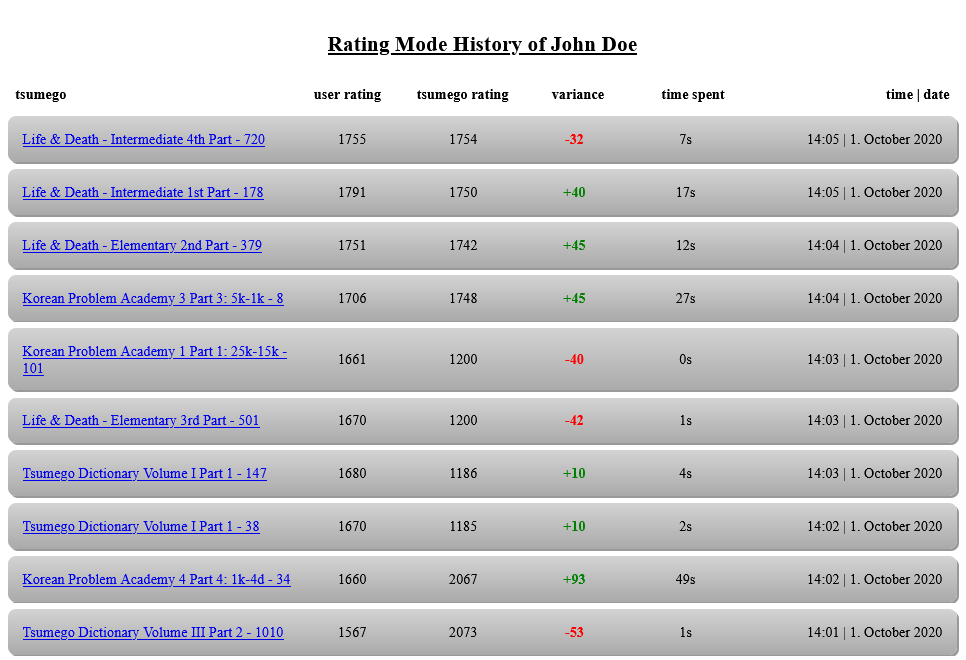 Rating Mode History of John Doe
tsumego user rating tsumego rating variance time spent time | date
Life & Death - Intermediate 4th Part - 720 1755 1754 -32 7s 14:05 | 1. October 2020
Life & Death - Intermediate 1st Part - 178 1791 1750 +40 17s 14:05 | 1. October 2020
Life & Death - Elementary 2nd Part - 379 1751 1742 +45 12s 14:04 | 1. October 2020
Korean Problem Academy 3 Part 3: 5k-1k - 8 1706 1748 +45 27s 14:04 | 1. October 2020
Korean Problem Academy 1 Part 1: 25k-15k -
101 1661 1200 -40 0s 14:03 | 1. October 2020
Life & Death - Elementary 3rd Part - 501 1670 1200 -42 1s 14:03 | 1. October 2020
Tsumego Dictionary Volume I Part 1 - 147 1680 1186 +10 4s 14:03 | 1. October 2020
Tsumego Dictionary Volume I Part 1 - 38 1670 1185 +10 2s 14:02 | 1. October 2020
Korean Problem Academy 4 Part 4: 1k-4d - 34 1660 2067 +93 49s 14:02 | 1. October 2020
Tsumego Dictionary Volume III Part 2 - 1010 1567 2073 -53 1s 14:01 | 1. October 2020